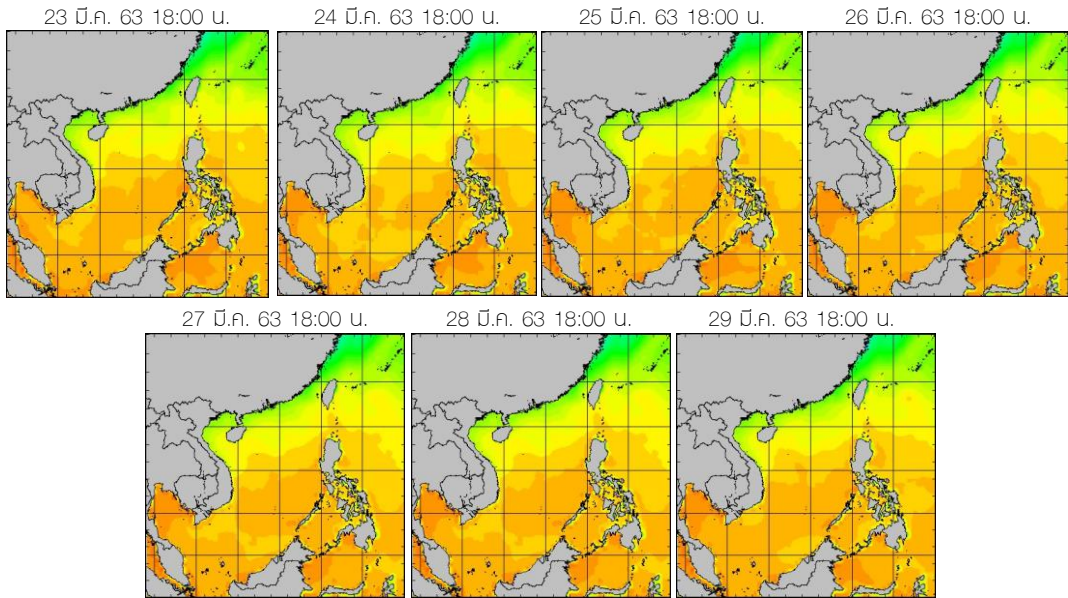 23 มี.ค. 63 18:00 น.
24 มี.ค. 63 18:00 น.
25 มี.ค. 63 18:00 น.
26 มี.ค. 63 18:00 น.
27 มี.ค. 63 18:00 น.
28 มี.ค. 63 18:00 น.
29 มี.ค. 63 18:00 น.